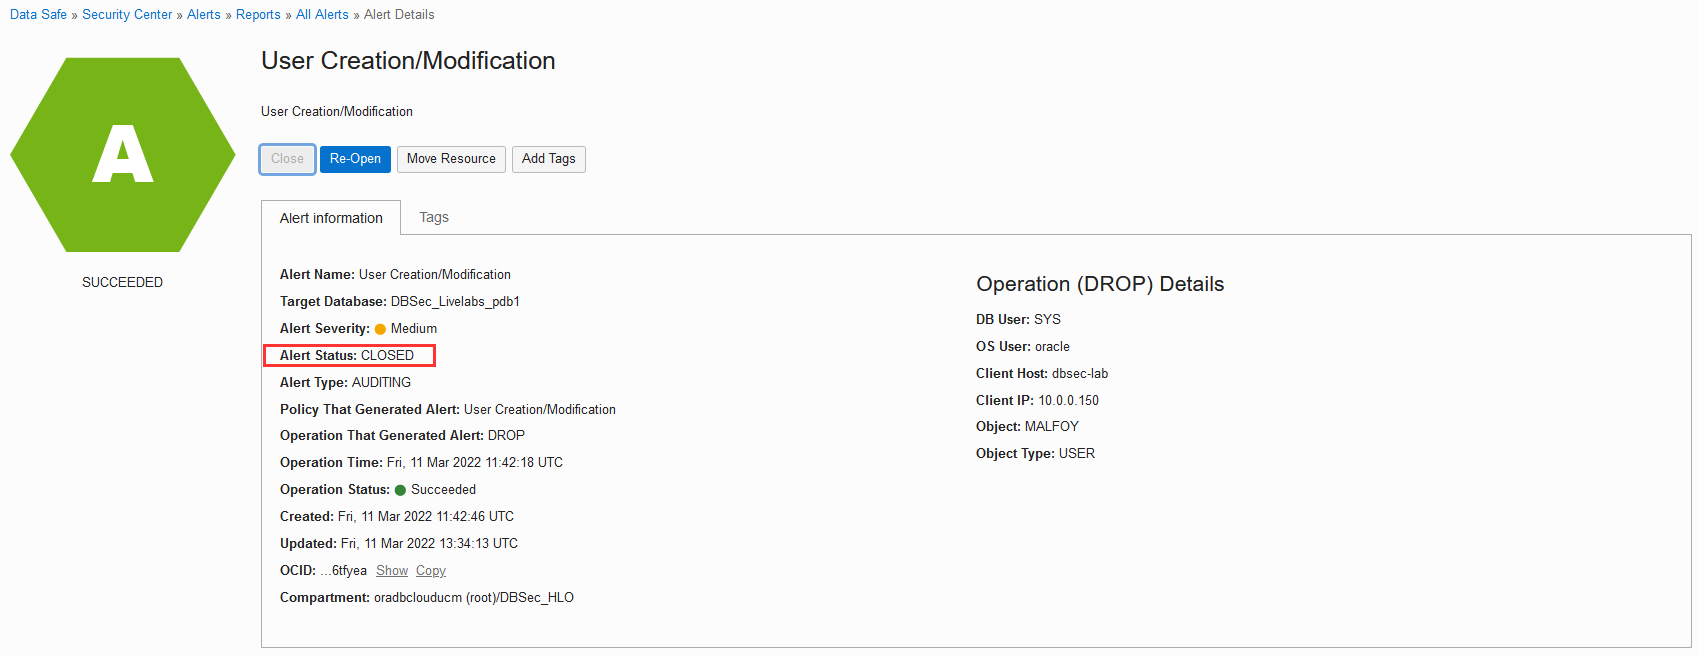 Data Safe » Security Center » Alerts » Reports » All Alerts » Alert Details
A
SUCCEEDED
User Creation/Modification
User Creation/Modification
Close Re-Open Move Resource Add Tags
Alert information Tags
Alert Name: User Creation/Modification
Target Database: DBSec_Livelabs_pdb1
Alert Severity: Medium
Alert Status: CLOSED
Alert Type: AUDITING
Policy That Generated Alert: User Creation/Modification
Operation That Generated Alert: DROP
Operation Time: Fri, 11 Mar 2022 11:42:18 UTC
Operation Status: Succeeded
Created: Fri, 11 Mar 2022 11:42:46 UTC
Updated: Fri, 11 Mar 2022 13:34:13 UTC
OCID: ...6tfyea Show Copy
Compartment: oradbclouducm (root)/DBSec_HLO
Operation (DROP) Details
DB User: SYS
OS User: oracle
Client Host: dbsec-lab
Client IP: 10.0.0.150
Object: MALFOY
Object Type: USER